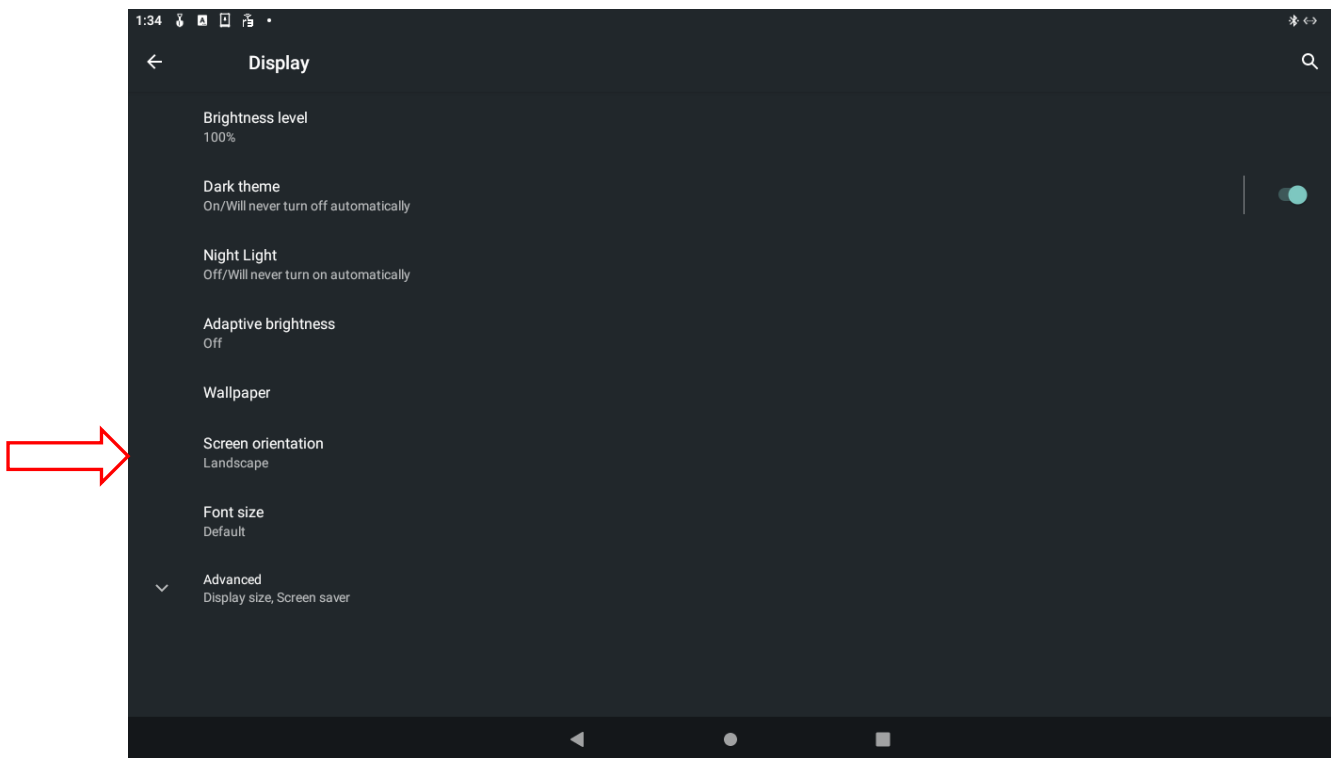 1:34
Display
Brightness level
100%
Dark theme
On/Will never turn off automatically
Night Light
Off/Will never turn on automatically
Adaptive brightness
Off
Wallpaper
Screen orientation
Landscape
Font size
Default
Advanced
Display size, Screen saver